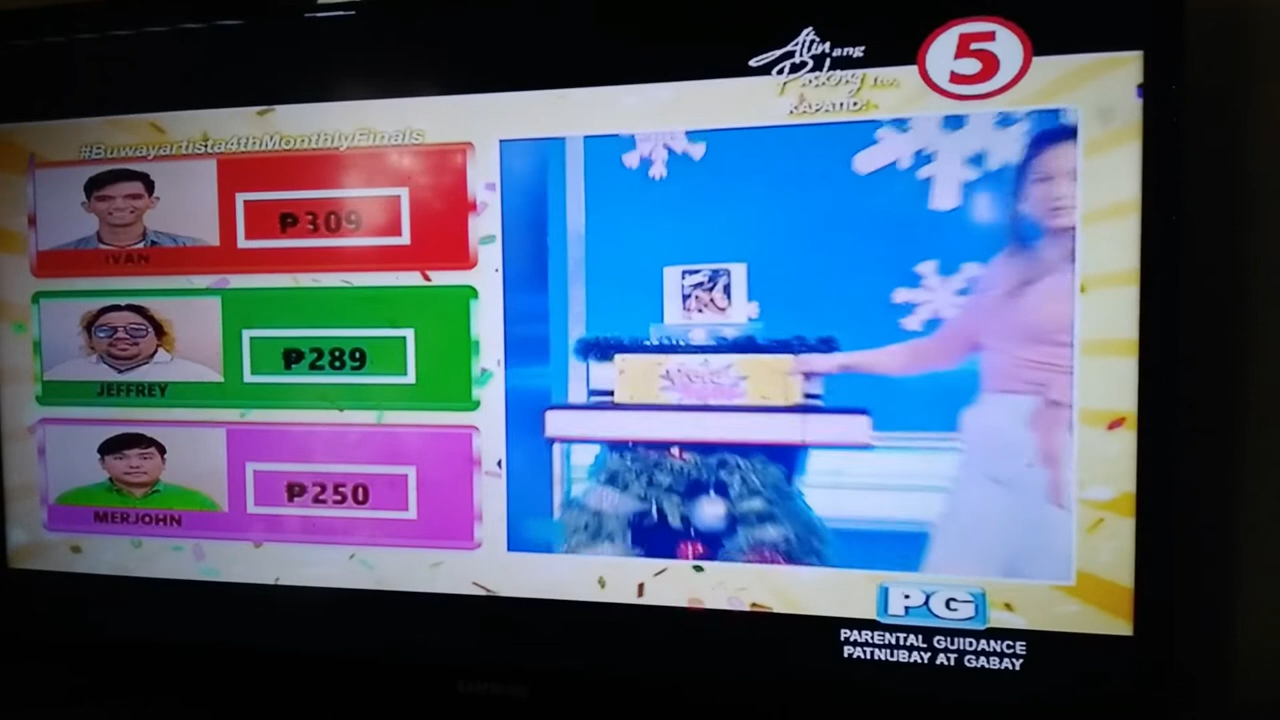 Atin ang
Paskong Ito,
KAPATID!
5
#Buwayartista4thMonthlyFinals
₱309
IVAN
₱289
JEFFREY
₱250
MERJOHN
PG
PARENTAL GUIDANCE
PATNUBAY AT GABAY
SAMSUNG